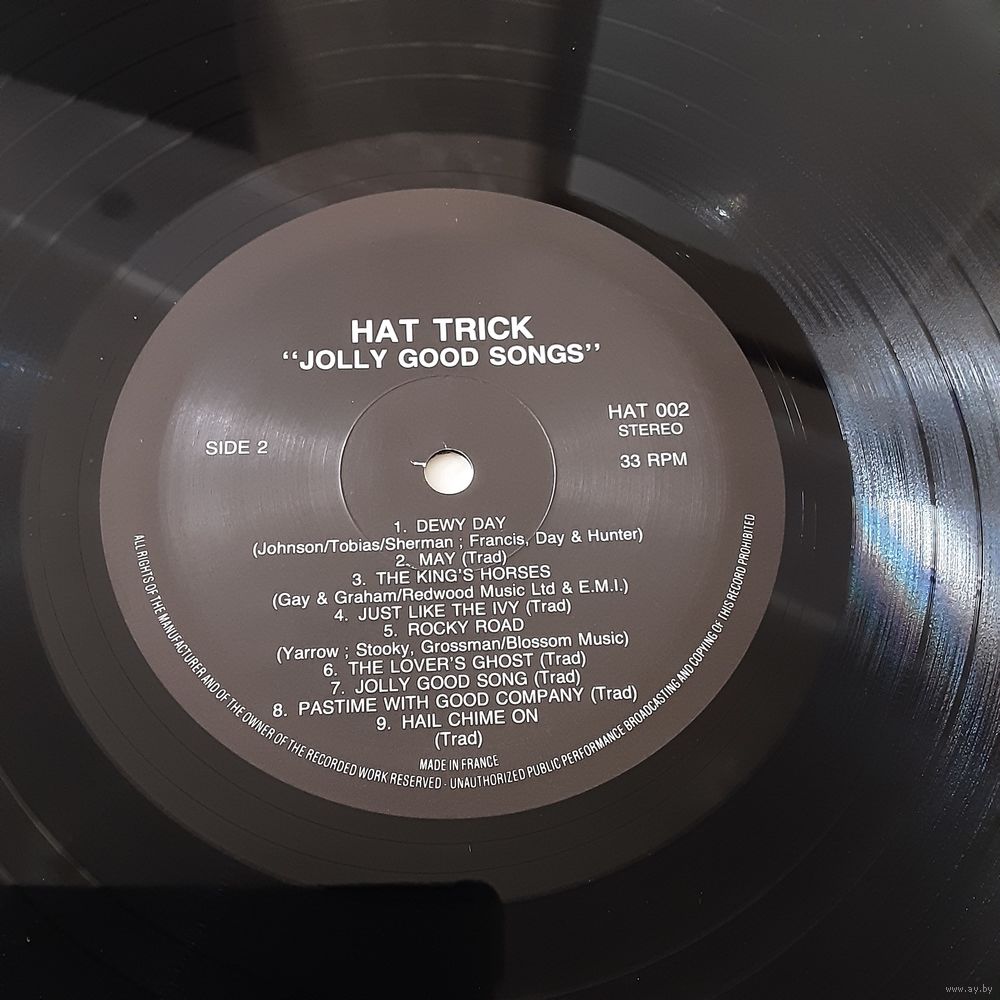 HAT TRICK
‘‘JOLLY GOOD SONGS’’
HAT 002
STEREO
SIDE 2
33 RPM
1. DEWY DAY
(Johnson/Tobias/Sherman ; Francis, Day & Hunter)
2. MAY (Trad)
3. THE KING'S HORSES
(Gay & Graham/Redwood Music Ltd & E.M.I.)
4. JUST LIKE THE IVY (Trad)
5. ROCKY ROAD
(Yarrow ; Stooky, Grossman/Blossom Music)
6. THE LOVER'S GHOST (Trad)
7. JOLLY GOOD SONG (Trad)
8. PASTIME WITH GOOD COMPANY (Trad)
9. HAIL CHIME ON
(Trad)
MADE IN FRANCE
ALL RIGHTS OF THE MANUFACTURER AND OF THE OWNER OF THE RECORDED WORK RESERVED - UNAUTHORIZED PUBLIC PERFORMANCE BROADCASTING AND COPYING OF THIS RECORD PROHIBITED
www.ay.by